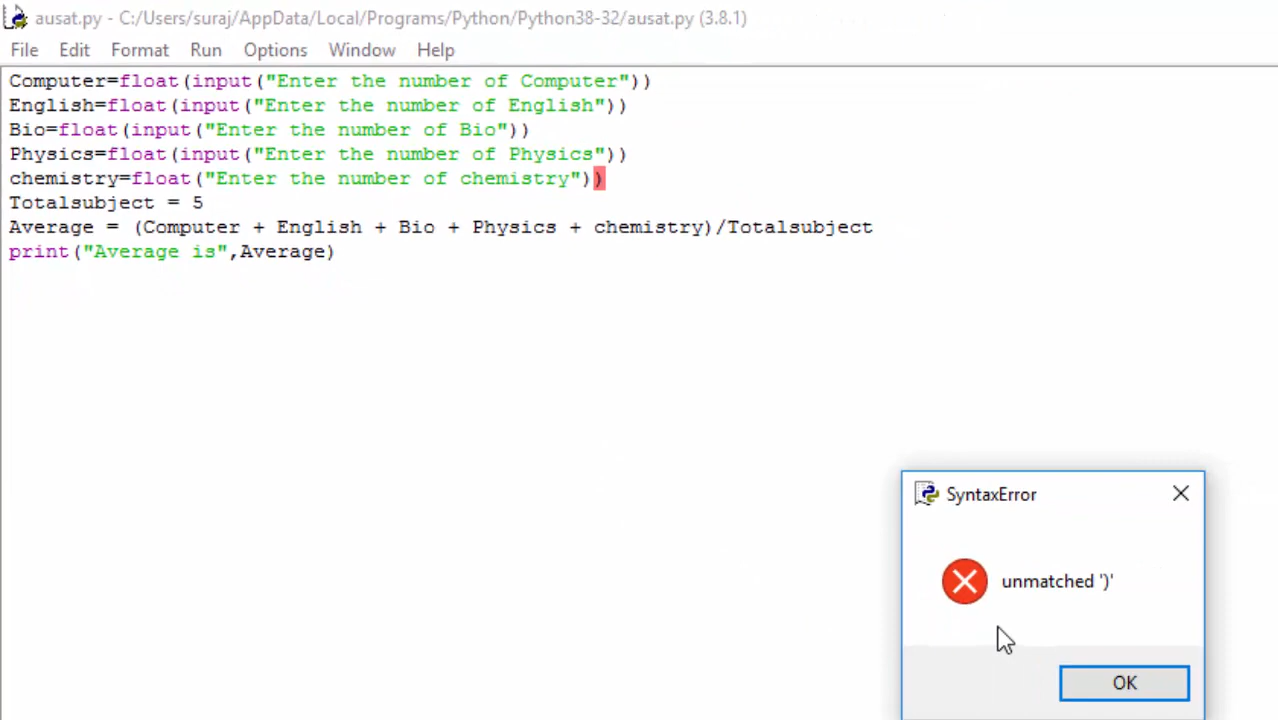 ausat.py - C:/Users/suraj/AppData/Local/Programs/Python/Python38-32/ausat.py (3.8.1)
File Edit Format Run Options Window Help
Computer=float(input("Enter the number of Computer"))
English=float(input("Enter the number of English"))
Bio=float(input("Enter the number of Bio"))
Physics=float(input("Enter the number of Physics"))
chemistry=float("Enter the number of chemistry"))
Totalsubject = 5
Average = (Computer + English + Bio + Physics + chemistry)/Totalsubject
print("Average is",Average)
SyntaxError
unmatched ')'
OK